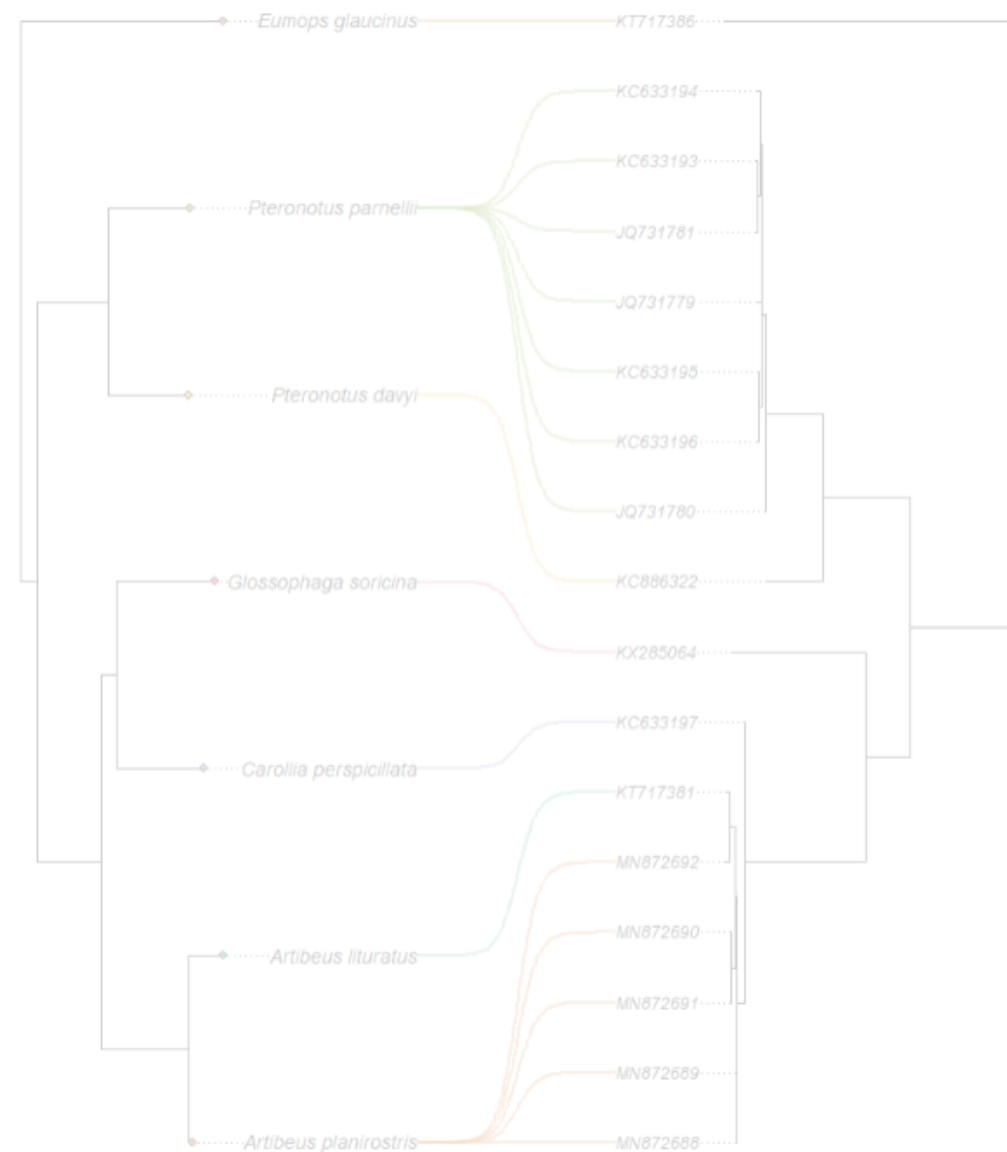 Eumops glaucinus KT717386
KC633194
KC633193
Pteronotus parnellii
JQ731781
JQ731779
KC633195
Pteronotus davyi
KC633196
JQ731780
Glossophaga soricina KC886322
KX285064
KC633197
Carollia perspicillata
KT717381
MN872692
MN872690
Artibeus lituratus
MN872691
MN872689
Artibeus planirostris MN872688